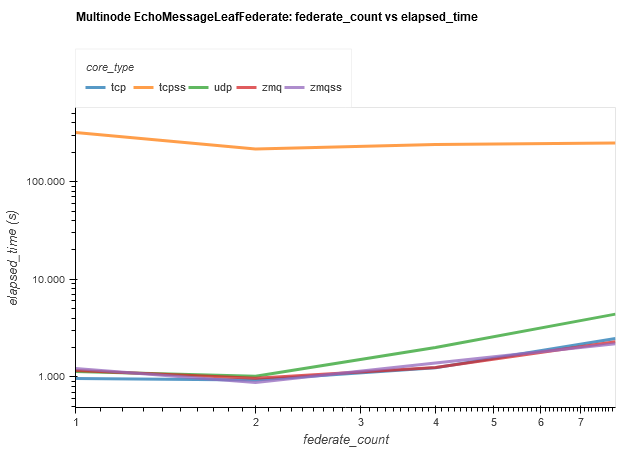 Multinode EchoMessageLeafFederate: federate_count vs elapsed_time
core_type
tcp tcpss udp zmq zmqss
100.000
10.000
1.000
elapsed_time (s)
1 2 3 4 5 6 7
federate_count